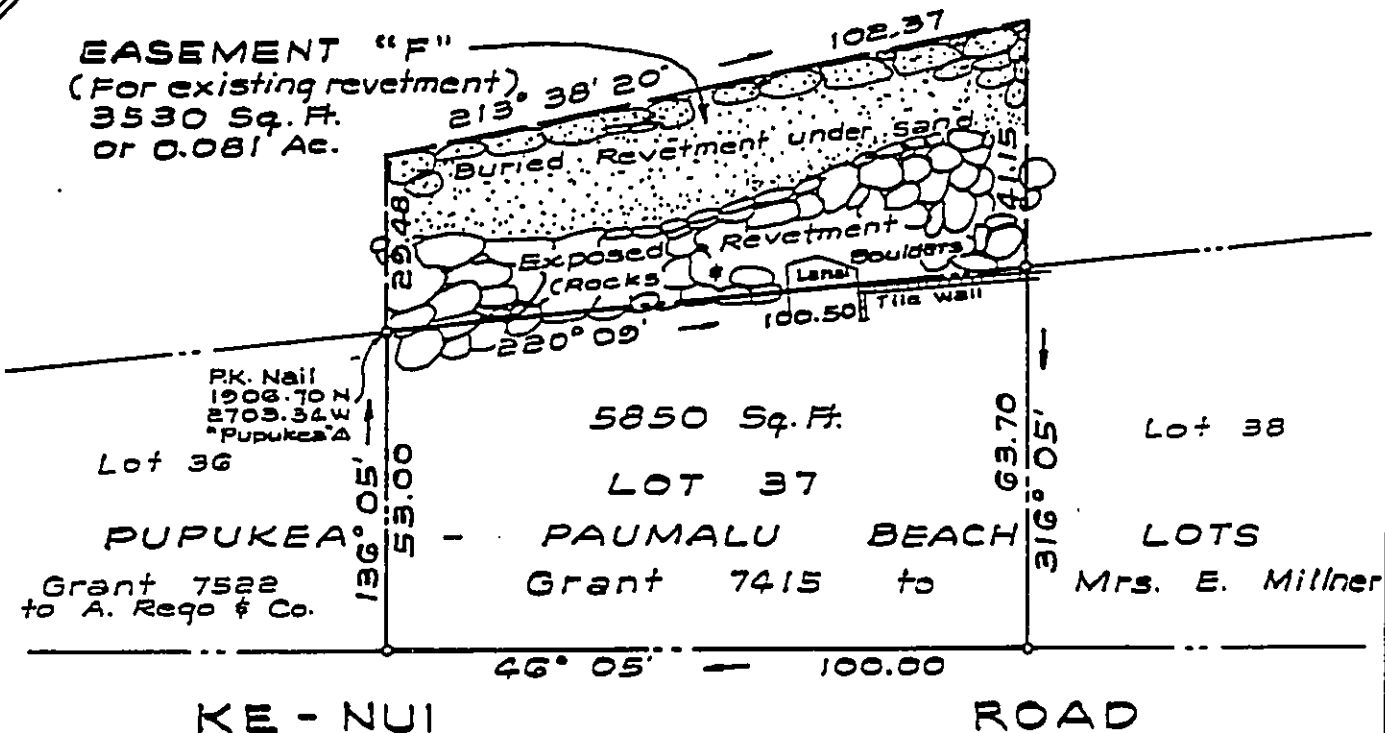 EASEMENT "F"
(For existing revetment)
3530 Sq. Ft.
or 0.081 Ac.
213° 38' 20"
102.37
Buried Revetment under sand
29.48
41.15
Exposed Revetment
(Rocks & Boulders
Lanai
Tile Wall
220° 09'
100.50
P.K. Nail
1906.70 N
2703.34 W
"Pupukea" Δ
5850 Sq. Ft.
Lot 36
LOT 37
Lot 38
136° 05'
53.00
63.70
316° 05'
PUPUKEA - PAUMALU BEACH LOTS
Grant 7522
to A. Rego & Co.
Grant 7415 to Mrs. E. Millner
46° 05'
100.00
KE - NUI ROAD